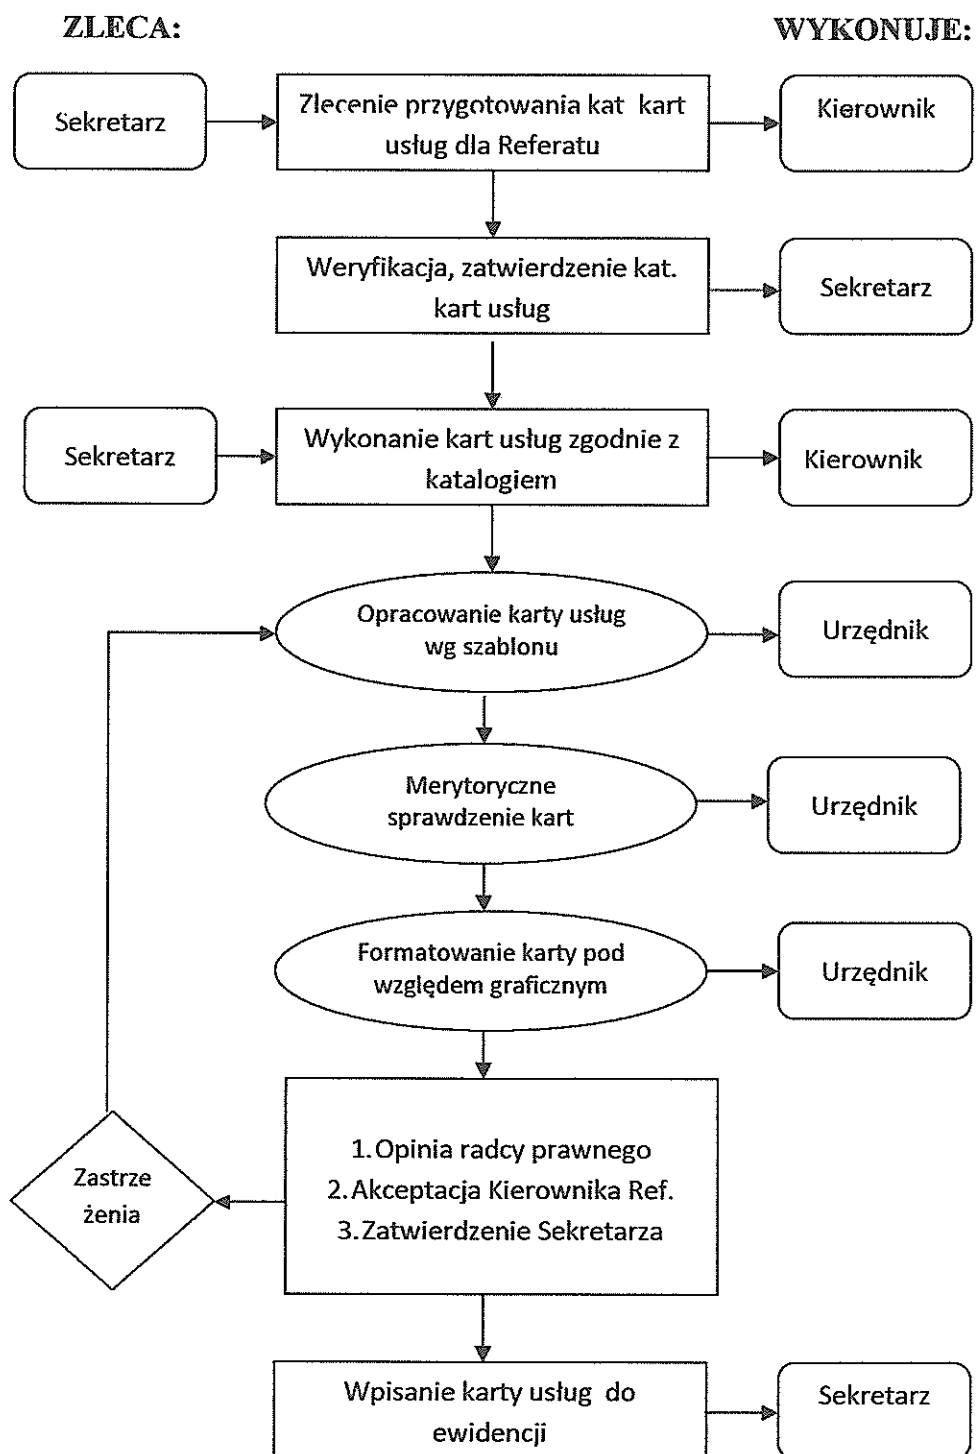 ZLECA:
WYKONUJE:
Sekretarz
Zlecenie przygotowania kat kart
usług dla Referatu
Kierownik
Weryfikacja, zatwierdzenie kat.
kart usług
Sekretarz
Sekretarz
Wykonanie kart usług zgodnie z
katalogiem
Kierownik
Opracowanie karty usług
wg szablonu
Urzędnik
Merytoryczne
sprawdzenie kart
Urzędnik
Formatowanie karty pod
względem graficznym
Urzędnik
Zastrze
żenia
1.Opinia radcy prawnego
2.Akceptacja Kierownika Ref.
3.Zatwierdzenie Sekretarza
Wpisanie karty usług do
ewidencji
Sekretarz